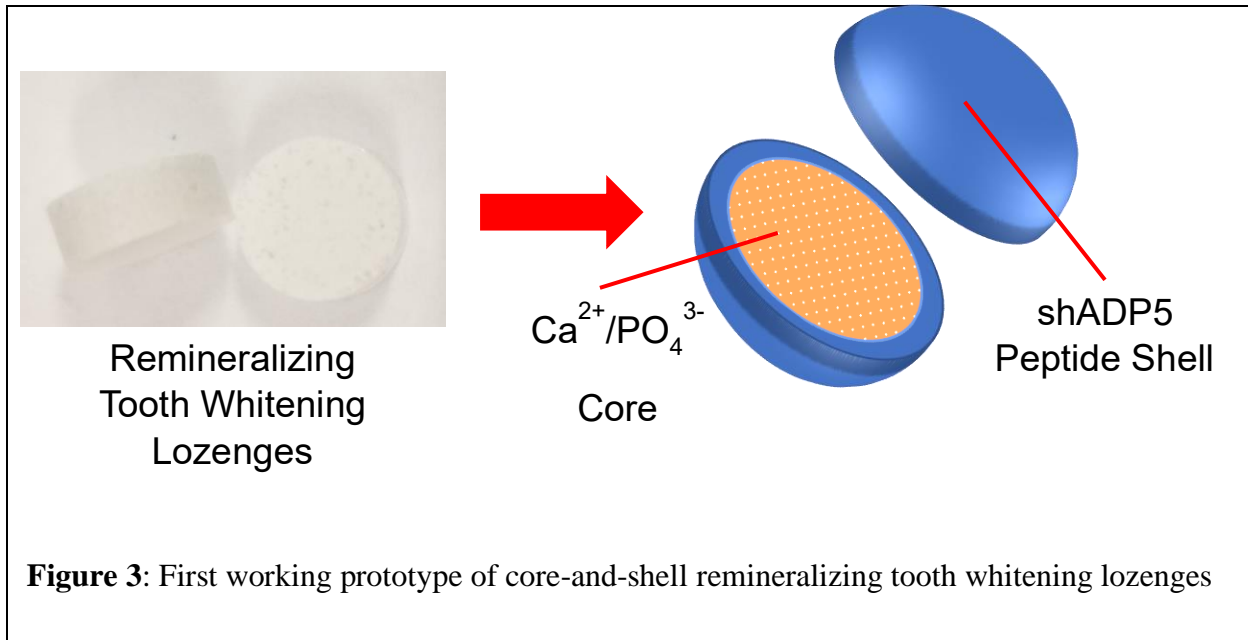 Remineralizing
Tooth Whitening
Lozenges
Ca²⁺/PO₄³⁻
Core
shADP5
Peptide Shell
Figure 3: First working prototype of core-and-shell remineralizing tooth whitening lozenges